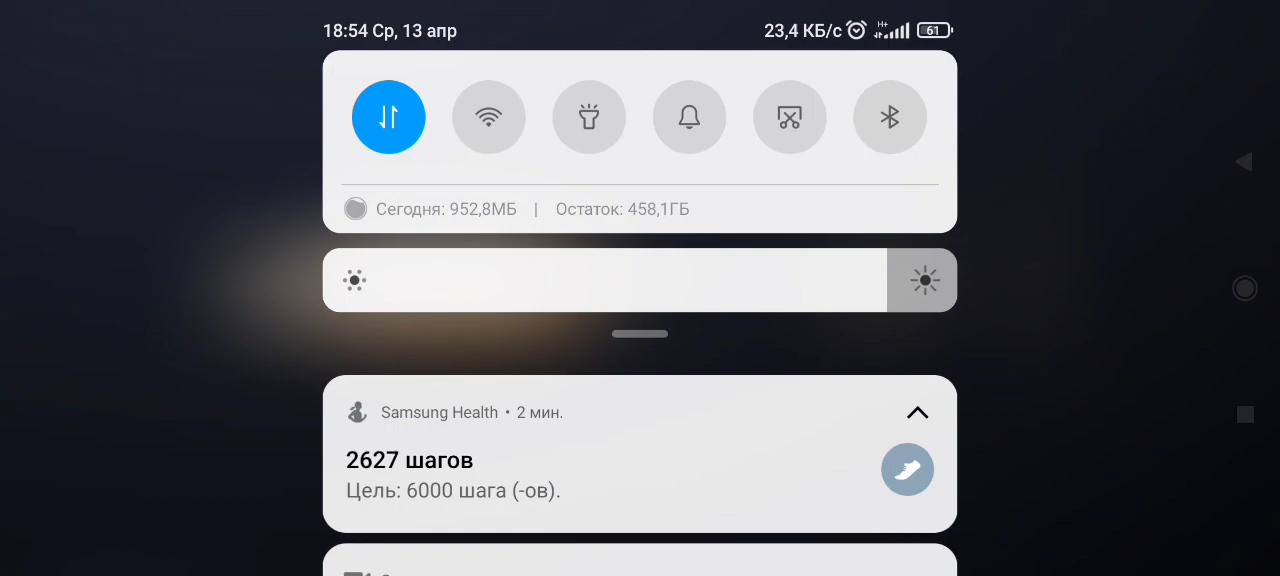 18:54 Ср, 13 апр
23,4 КБ/с H+ 61
Сегодня: 952,8МБ | Остаток: 458,1ГБ
Samsung Health • 2 мин.
2627 шагов
Цель: 6000 шага (-ов).